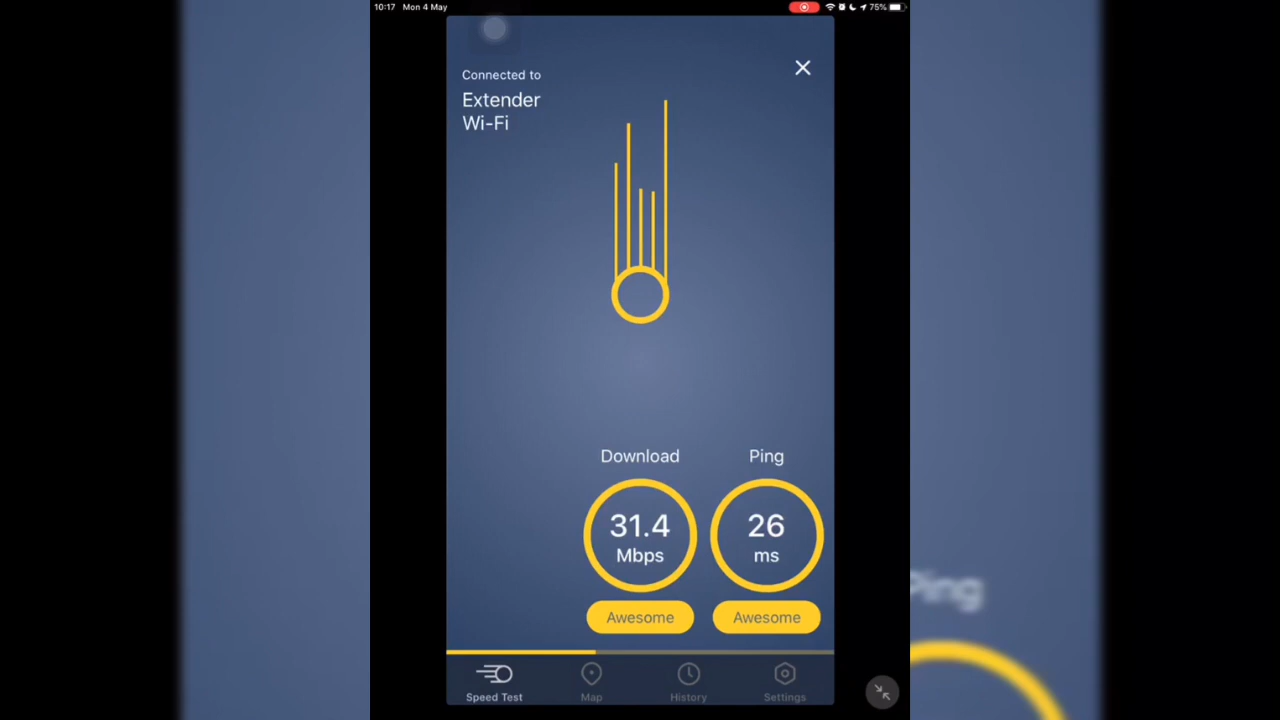 10:17 Mon 4 May
75%
Connected to
Extender
Wi-Fi
Download
Ping
31.4
Mbps
26
ms
Awesome
Awesome
Ping
Speed Test
Map
History
Settings